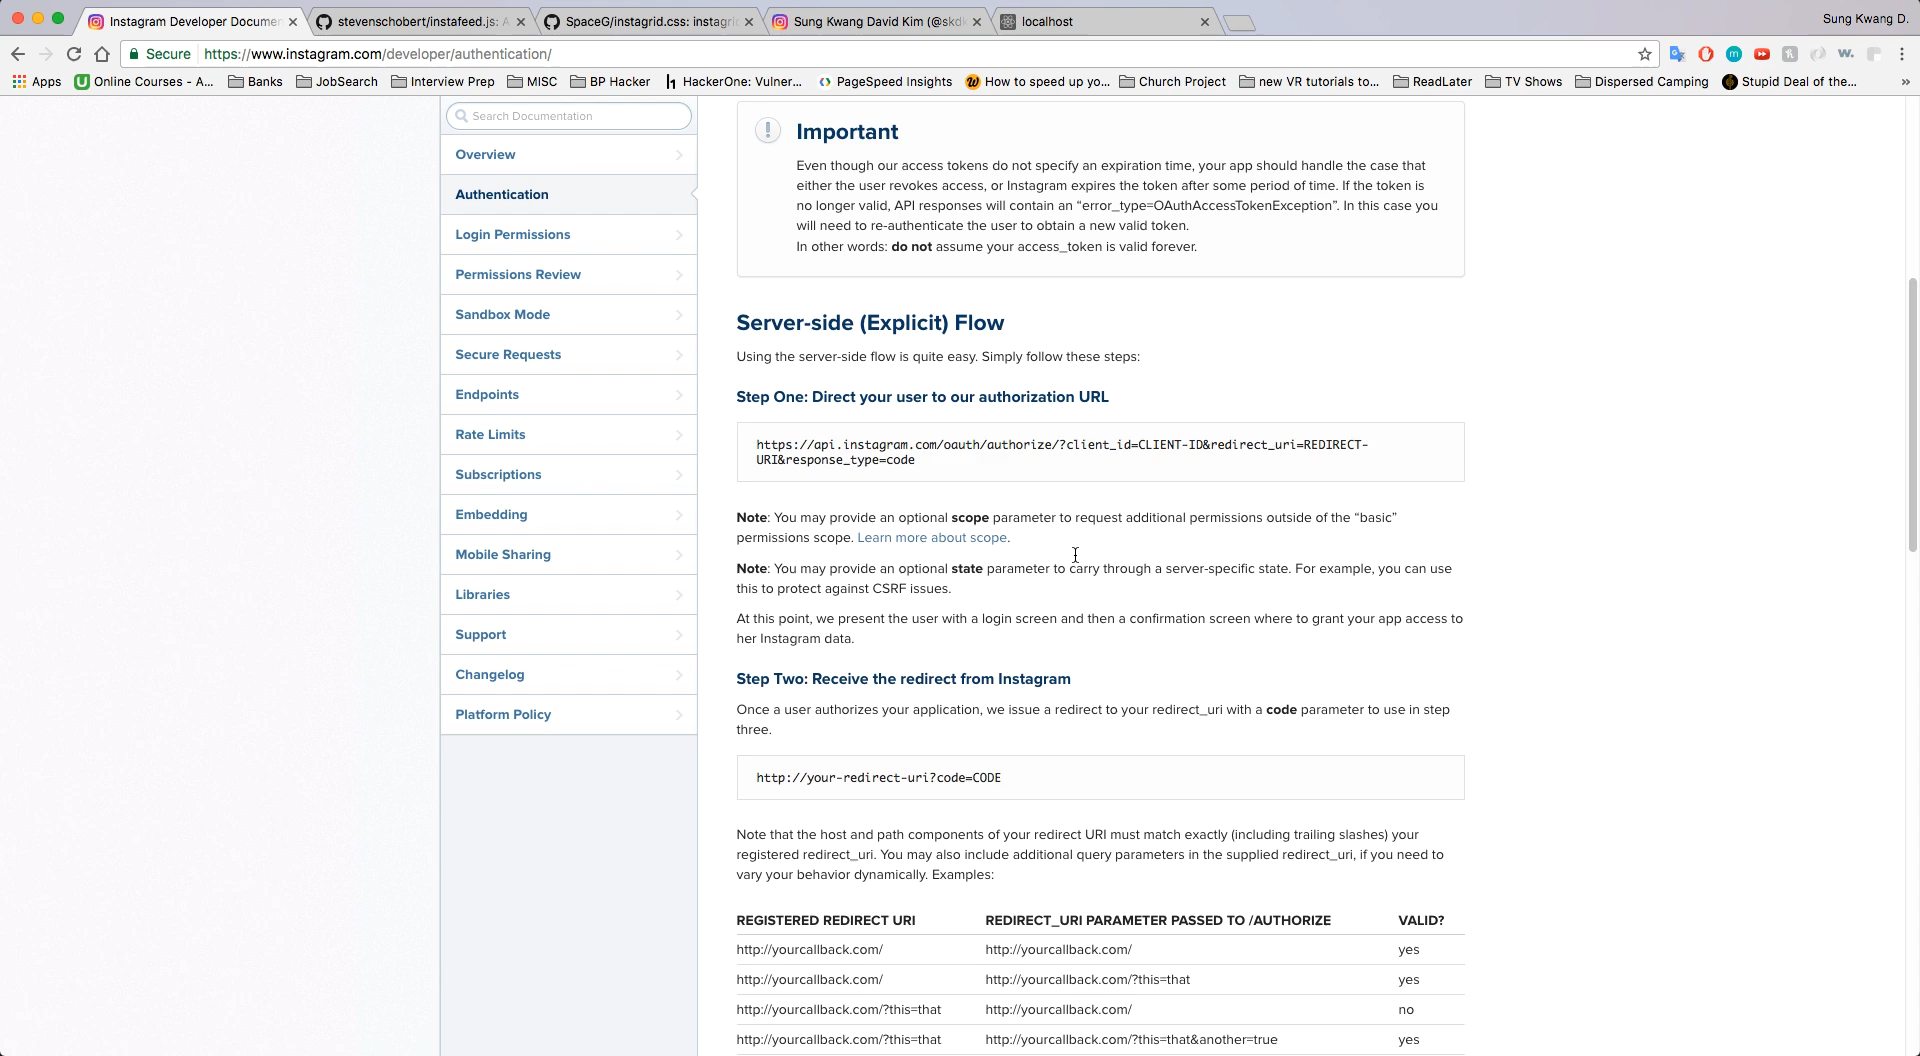 Instagram Developer Documen
stevenschobert/instafeed.js: A
SpaceG/instagrid.css: instagri
Sung Kwang David Kim (@skdk
localhost
Sung Kwang D.
Secure
https://www.instagram.com/developer/authentication/
Apps
Online Courses - A...
Banks
JobSearch
Interview Prep
MISC
BP Hacker
HackerOne: Vulner...
PageSpeed Insights
How to speed up yo...
Church Project
new VR tutorials to...
ReadLater
TV Shows
Dispersed Camping
Stupid Deal of the...
»
Search Documentation
Overview
Authentication
Login Permissions
Permissions Review
Sandbox Mode
Secure Requests
Endpoints
Rate Limits
Subscriptions
Embedding
Mobile Sharing
Libraries
Support
Changelog
Platform Policy
Important
Even though our access tokens do not specify an expiration time, your app should handle the case that
either the user revokes access, or Instagram expires the token after some period of time. If the token is
no longer valid, API responses will contain an “error_type=OAuthAccessTokenException”. In this case you
will need to re-authenticate the user to obtain a new valid token.
In other words: do not assume your access_token is valid forever.
Server-side (Explicit) Flow
Using the server-side flow is quite easy. Simply follow these steps:
Step One: Direct your user to our authorization URL
https://api.instagram.com/oauth/authorize/?client_id=CLIENT-ID&redirect_uri=REDIRECT-
URI&response_type=code
Note: You may provide an optional scope parameter to request additional permissions outside of the “basic”
permissions scope. Learn more about scope.
Note: You may provide an optional state parameter to carry through a server-specific state. For example, you can use
this to protect against CSRF issues.
At this point, we present the user with a login screen and then a confirmation screen where to grant your app access to
her Instagram data.
Step Two: Receive the redirect from Instagram
Once a user authorizes your application, we issue a redirect to your redirect_uri with a code parameter to use in step
three.
http://your-redirect-uri?code=CODE
Note that the host and path components of your redirect URI must match exactly (including trailing slashes) your
registered redirect_uri. You may also include additional query parameters in the supplied redirect_uri, if you need to
vary your behavior dynamically. Examples:
REGISTERED REDIRECT URI REDIRECT_URI PARAMETER PASSED TO /AUTHORIZE VALID?
http://yourcallback.com/ http://yourcallback.com/ yes
http://yourcallback.com/ http://yourcallback.com/?this=that yes
http://yourcallback.com/?this=that http://yourcallback.com/ no
http://yourcallback.com/?this=that http://yourcallback.com/?this=that&another=true yes